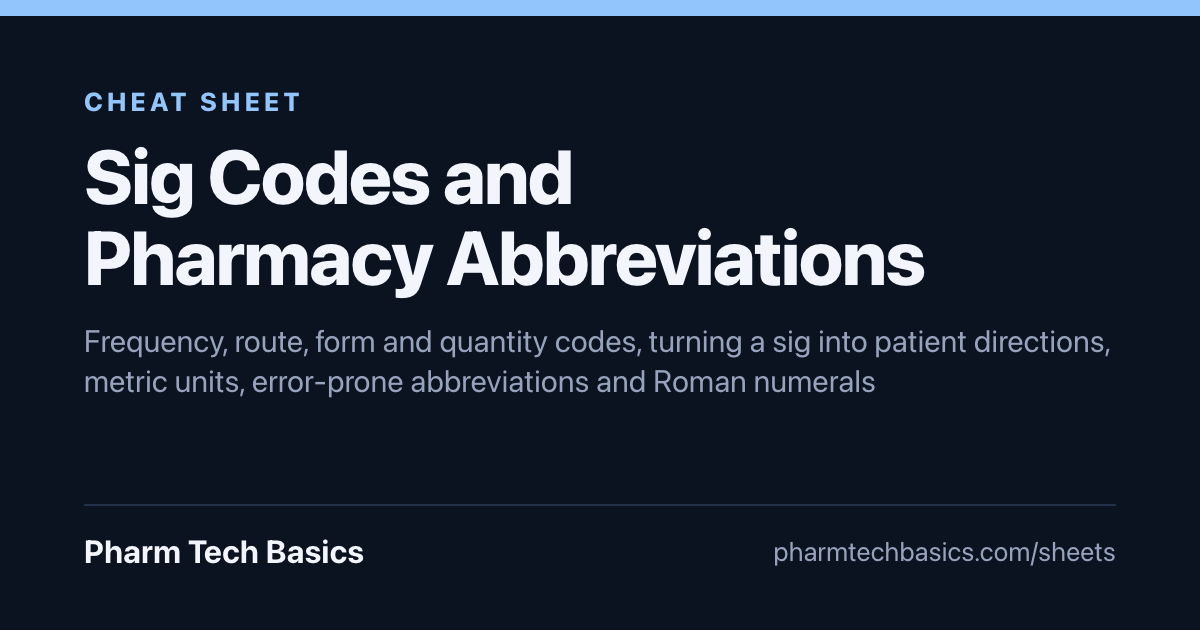 CHEAT SHEET
Sig Codes and
Pharmacy Abbreviations
Frequency, route, form and quantity codes, turning a sig into patient directions,
metric units, error-prone abbreviations and Roman numerals
Pharm Tech Basics
pharmtechbasics.com/sheets